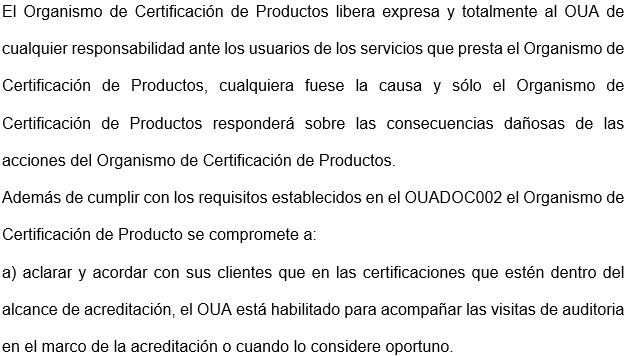 El Organismo de Certificación de Productos libera expresa y totalmente al OUA de
cualquier responsabilidad ante los usuarios de los servicios que presta el Organismo de
Certificación de Productos, cualquiera fuese la causa y sólo el Organismo de
Certificación de Productos responderá sobre las consecuencias dañosas de las
acciones del Organismo de Certificación de Productos.
Además de cumplir con los requisitos establecidos en el OUADOC002 el Organismo de
Certificación de Producto se compromete a:
a) aclarar y acordar con sus clientes que en las certificaciones que estén dentro del
alcance de acreditación, el OUA está habilitado para acompañar las visitas de auditoria
en el marco de la acreditación o cuando lo considere oportuno.